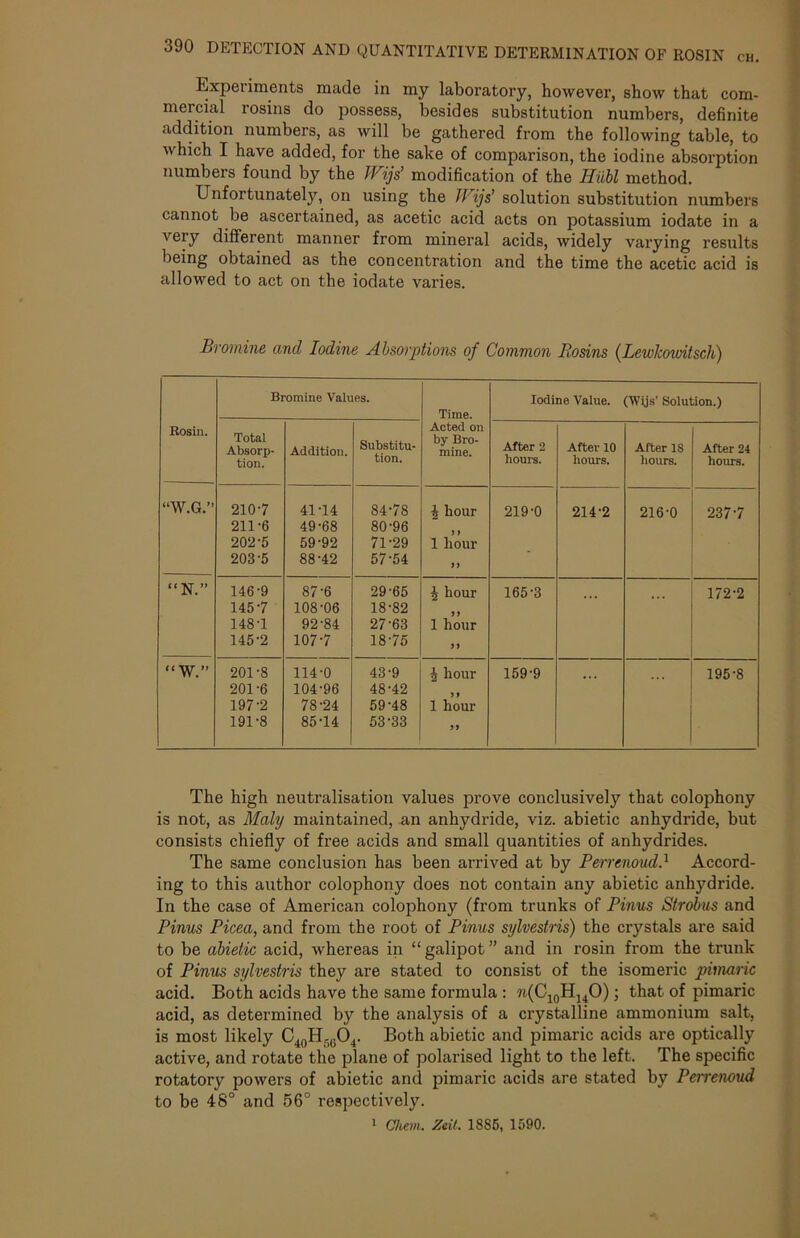 390 DETECTION AND QUANTITATIVE DETERMINATION OF ROSIN CH.
Experiments made in my laboratory, however, show that com-
mercial rosins do possess, besides substitution numbers, definite
addition numbers, as will be gathered from the following table, to
which I have added, for the sake of comparison, the iodine absorption
numbers found by the Wijs' modification of the Hübl method.
Unfortunately, on using the Wijs' solution substitution numbers
cannot be ascertained, as acetic acid acts on potassium iodate in a
very different manner from mineral acids, widely varying results
being obtained as the concentration and the time the acetic acid is
allowed to act on the iodate varies.
Bromine and Iodine Absorptions of Common Rosins (Lewkowitsch)
Rosin. Bromine Values. Time. Acted on by Bro- mine. Iodine Value. (Wijs' Solution.)
Total Absorp- tion. Addition. Substitu- tion. After 2 hours. After 10 hours. After 18 hours. After 24 hours.
“W.G.” 210·7 41·14 84·78 ½ hour 219·0 214·2 216·0 237·7
211·6 49·68 80·96 ,,
202·5 59·92 71·29 1 hour
203·5 88·42 57·54 ,,
“N.” 146·9 87·6 29·65 ½ hour 165·3 ... ... 172·2
145·7 108·06 18·82 ,,
148·1 92·84 27·63 1 hour
145·2 107·7 18·75 ,,
“W.” 201·8 114·0 43·9 ½ hour 159·9 ... ... 195·8
201·6 104·96 48·42 ,,
197·2 78·24 59·48 1 hour
191·8 85·14 53·33 ,,
The high neutralisation values prove conclusively that colophony
is not, as Maly maintained, an anhydride, viz. abietic anhydride, but
consists chiefly of free acids and small quantities of anhydrides.
The same conclusion has been arrived at by Perrenoud.¹ Accord-
ing to this author colophony does not contain any abietic anhydride.
In the case of American colophony (from trunks of Pinus Strobus and
Pinus Picea, and from the root of Pinus sylvestris) the crystals are said
to be abietic acid, whereas in “galipot” and in rosin from the trunk
of Pinus sylvestris they are stated to consist of the isomeric pimaric
acid. Both acids have the same formula : n(C₁₀H₁₄O) ; that of pimaric
acid, as determined by the analysis of a crystalline ammonium salt,
is most likely C₄₀H₅₆O₄. Both abietic and pimaric acids are optically
active, and rotate the plane of polarised light to the left. The specific
rotatory powers of abietic and pimaric acids are stated by Perrenoud
to be 48° and 56° respectively.
¹ Chem. Zeit. 1885, 1590.